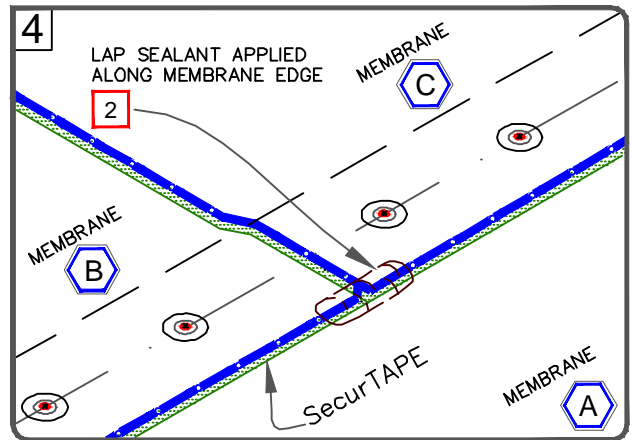 4
LAP SEALANT APPLIED
ALONG MEMBRANE EDGE
2
MEMBRANE
C
MEMBRANE
B
SecurTAPE
MEMBRANE
A